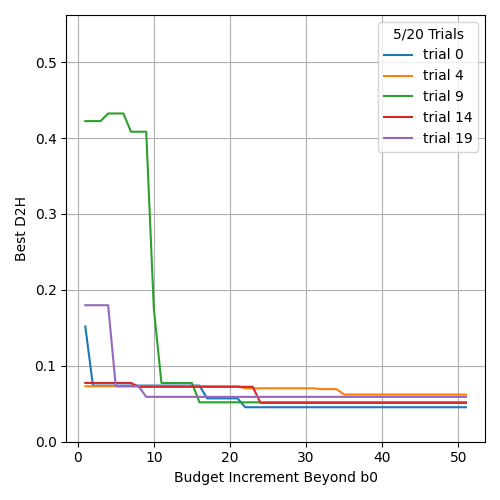 5/20 Trials
trial 0
trial 4
trial 9
trial 14
trial 19
Best D2H
0.5
0.4
0.3
0.2
0.1
0.0
0 10 20 30 40 50
Budget Increment Beyond b0